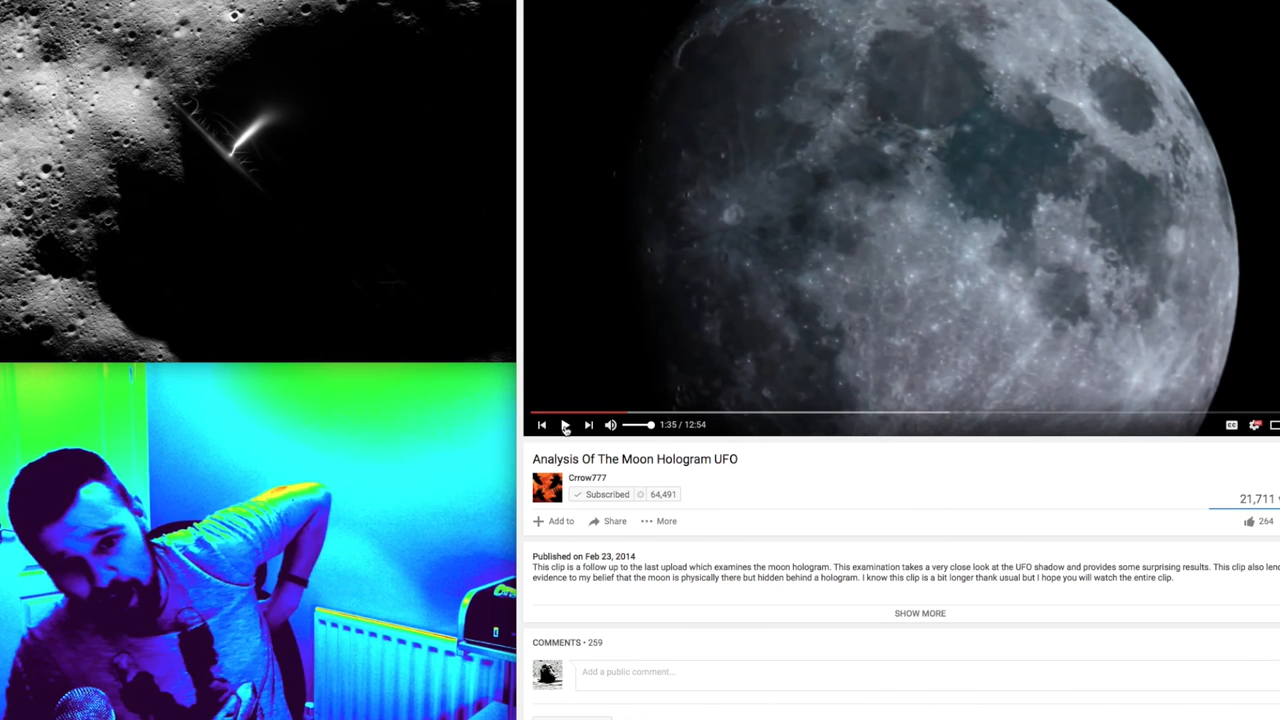 1:35 / 12:54
CC
Analysis Of The Moon Hologram UFO
Crrow777
Subscribed 64,491
21,711
Add to Share More
264
Published on Feb 23, 2014
This clip is a follow up to the last upload which examines the moon hologram. This examination takes a very close look at the UFO shadow and provides some surprising results. This clip also lend
evidence to my belief that the moon is physically there but hidden behind a hologram. I know this clip is a bit longer thank usual but I hope you will watch the entire clip.
SHOW MORE
COMMENTS • 259
Add a public comment...